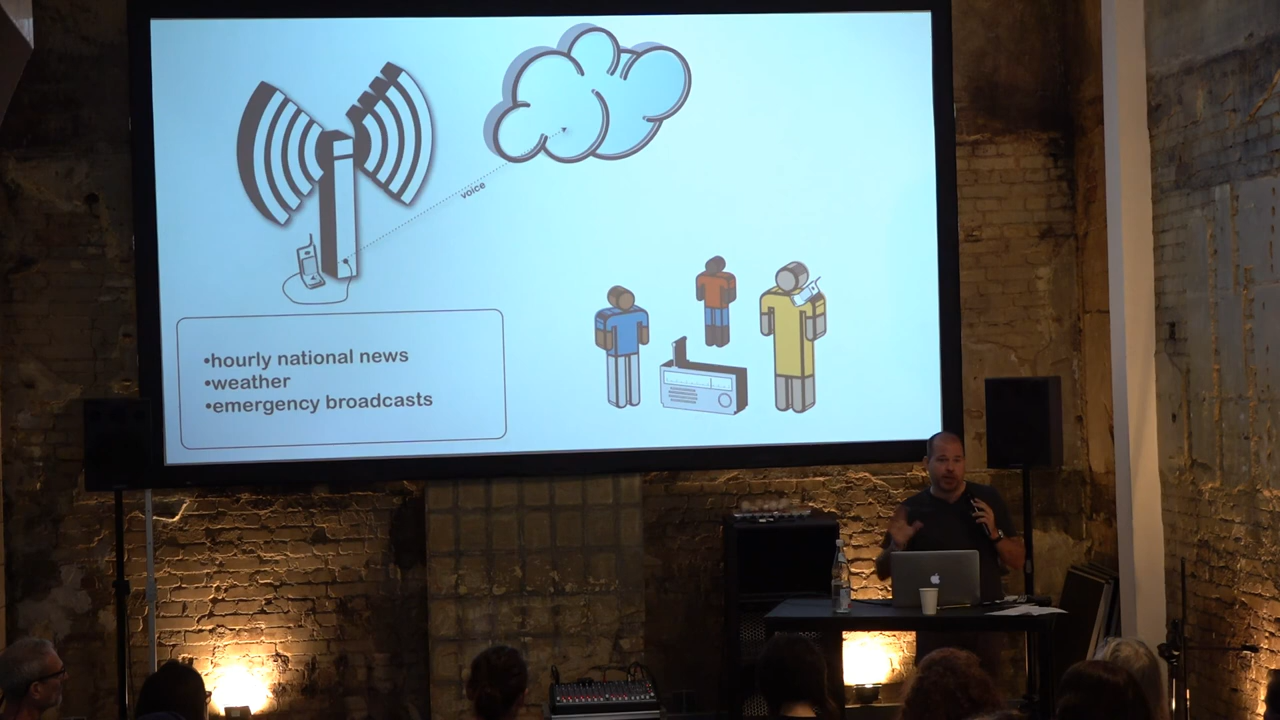 voice
•hourly national news
•weather
•emergency broadcasts